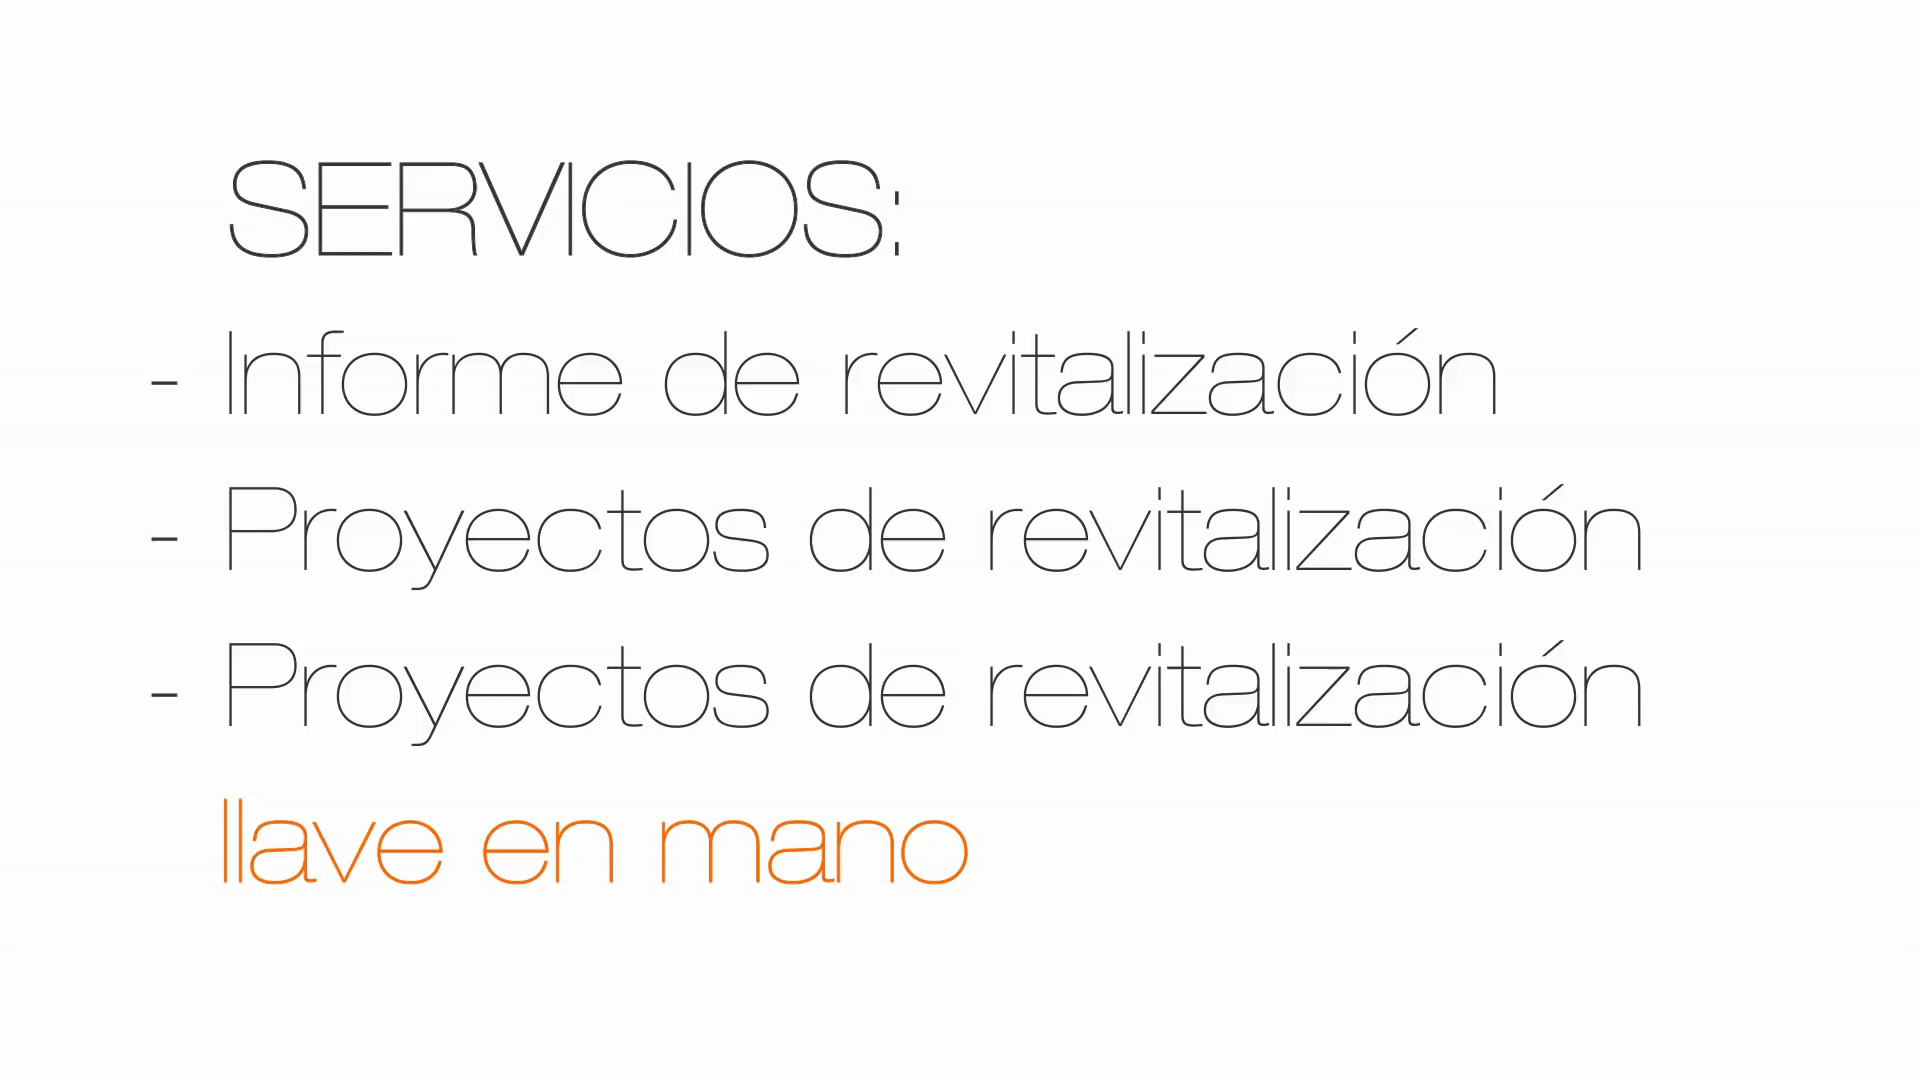 SERVICIOS:
- Informe de revitalización
- Proyectos de revitalización
- Proyectos de revitalización
llave en mano